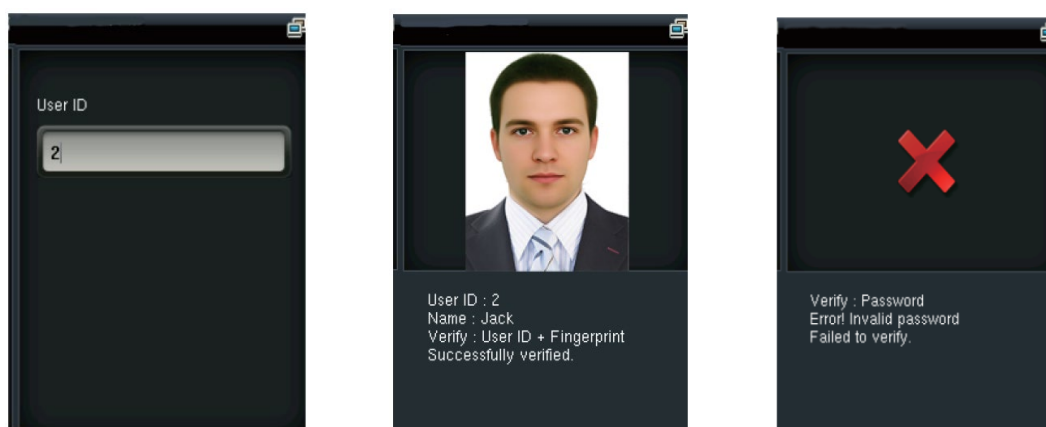 User ID
2
User ID : 2
Name : Jack
Verify : User ID + Fingerprint
Successfully verified.
Verify : Password
Error! Invalid password
Failed to verify.